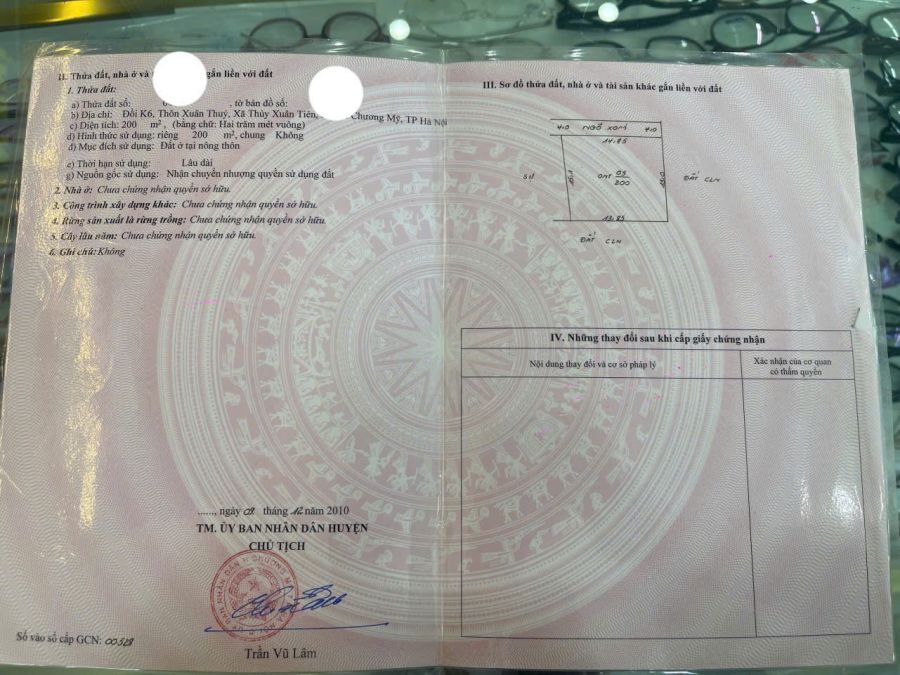 II. Thửa đất, nhà ở và gắn liền với đất
1. Thửa đất:
a) Thửa đất số: , tờ bản đồ số:
b) Địa chỉ: Đồi K6, Thôn Xuân Thuỷ, Xã Thủy Xuân Tiên, Chương Mỹ, TP Hà Nội
c) Diện tích: 200 m², (bằng chữ: Hai trăm mét vuông)
d) Hình thức sử dụng: riêng 200 m², chung Không
đ) Mục đích sử dụng: Đất ở tại nông thôn
e) Thời hạn sử dụng: Lâu dài
g) Nguồn gốc sử dụng: Nhận chuyển nhượng quyền sử dụng đất
2. Nhà ở: Chưa chứng nhận quyền sở hữu.
3. Công trình xây dựng khác: Chưa chứng nhận quyền sở hữu.
4. Rừng sản xuất là rừng trồng: Chưa chứng nhận quyền sở hữu.
5. Cây lâu năm: Chưa chứng nhận quyền sở hữu.
6. Ghi chú: Không
......, ngày 02 tháng 12 năm 2010
TM. ỦY BAN NHÂN DÂN HUYỆN
CHỦ TỊCH
Trần Vũ Lâm
Số vào sổ cấp GCN: 00528
III. Sơ đồ thửa đất, nhà ở và tài sản khác gắn liền với đất
4.0 NGÕ XÓM 4.0
14.85
ONT 05
200
ĐẤT CLN
13.85
ĐẤT CLN
IV. Những thay đổi sau khi cấp giấy chứng nhận
Nội dung thay đổi và cơ sở pháp lý
Xác nhận của cơ quan
có thẩm quyền